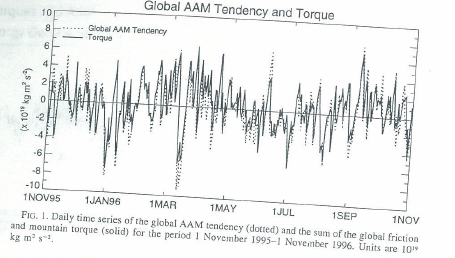 Global AAM Tendency and Torque
10
8
6
4
2
0
-2
-4
-6
-8
-10
(x 10¹⁹ kg m² s⁻²)
Global AAM Tendency
Torque
1NOV95 1JAN96 1MAR 1MAY 1JUL 1SEP 1NOV
FIG. 1. Daily time series of the global AAM tendency (dotted) and the sum of the global friction
and mountain torque (solid) for the period 1 November 1995–1 November 1996. Units are 10¹⁹
kg m² s⁻².